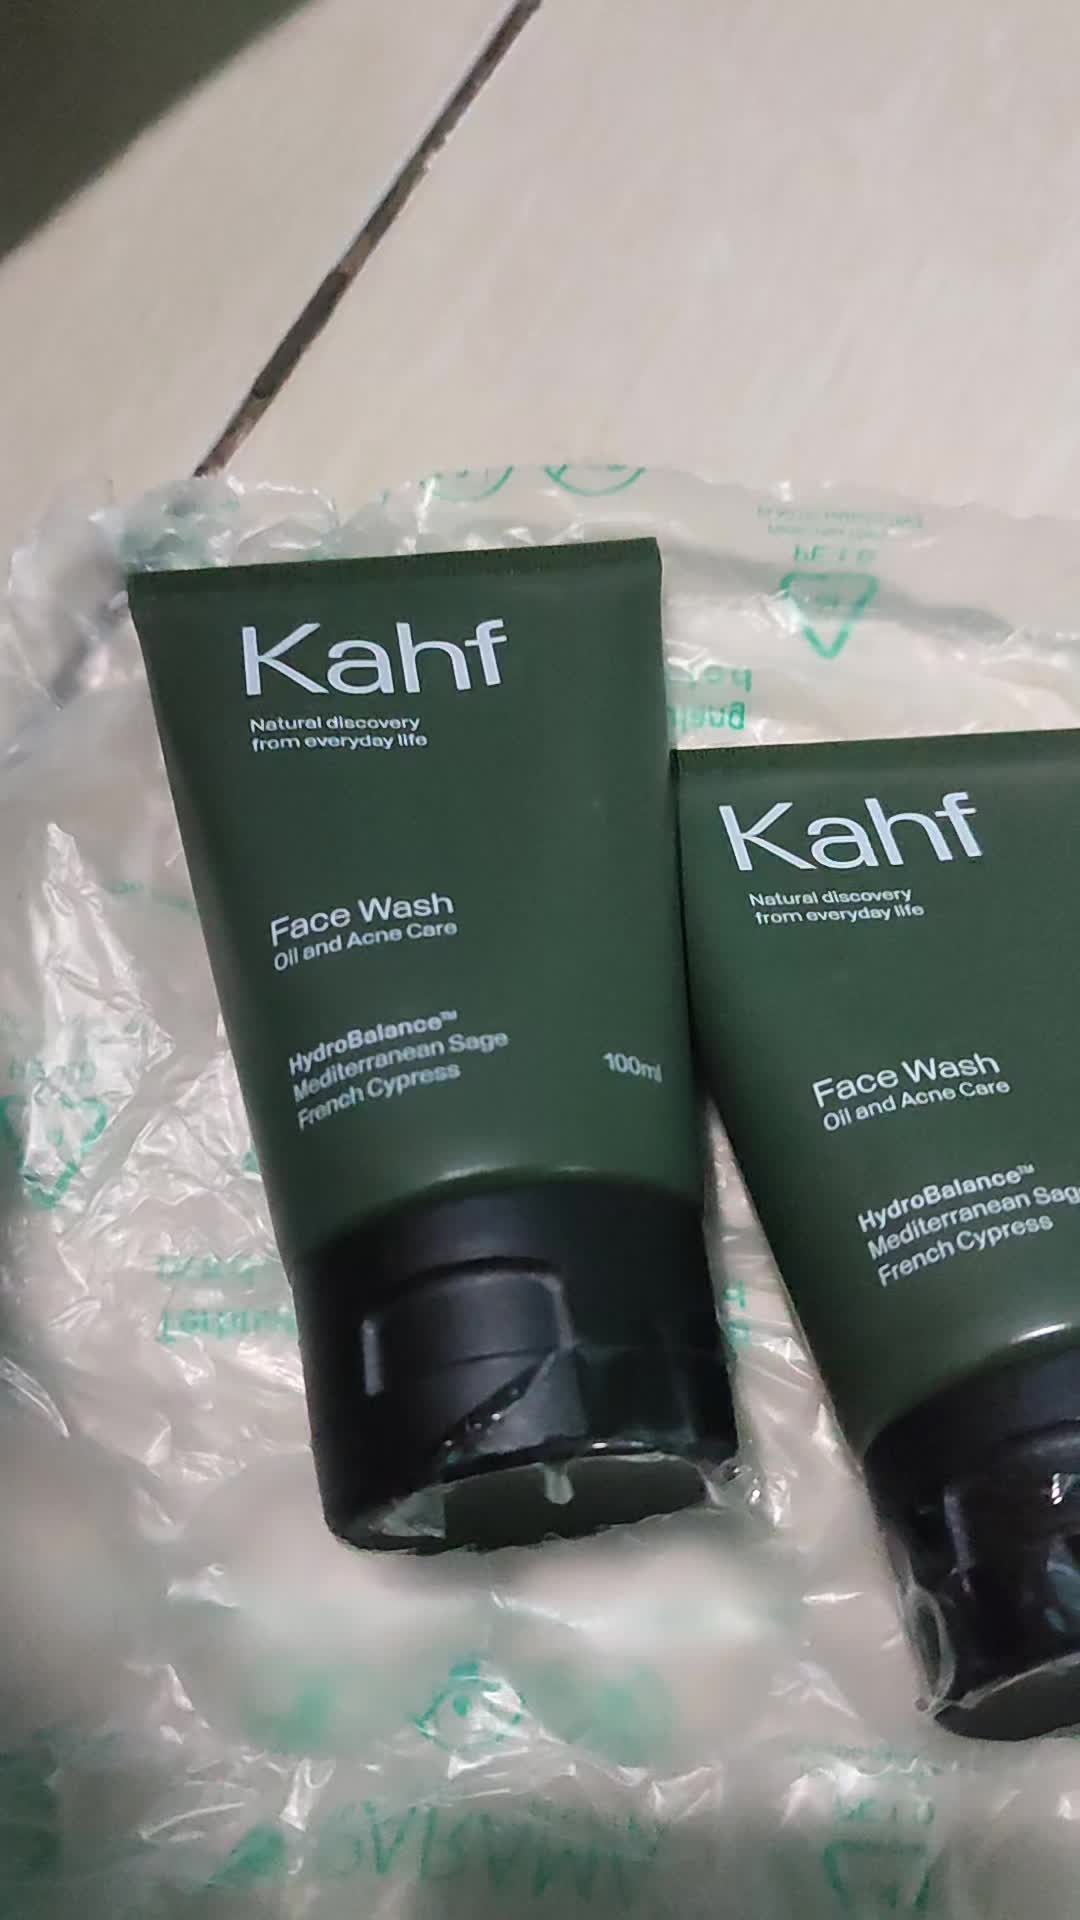 Kahf
Natural discovery
from everyday life
Face Wash
Oil and Acne Care
HydroBalance™
Mediterranean Sage
French Cypress
100ml
Kahf
Natural discovery
from everyday life
Face Wash
Oil and Acne Care
HydroBalance™
Mediterranean Sag
French Cypress